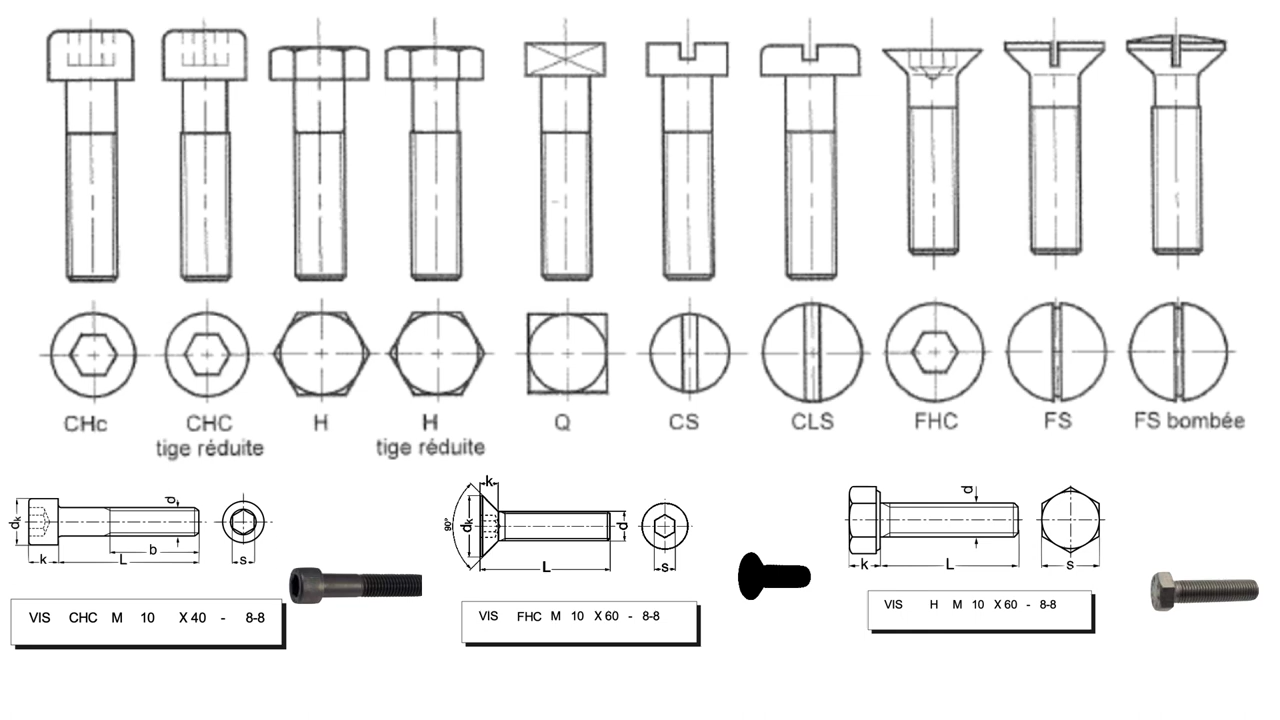 CHc CHC H H Q CS CLS FHC FS FS bombée
tige réduite tige réduite
d
dk
k
L
b
s
k
90°
dk
d
L
s
d
k
L
s
VIS CHC M 10 X 40 - 8-8
VIS FHC M 10 X 60 - 8-8
VIS H M 10 X 60 - 8-8